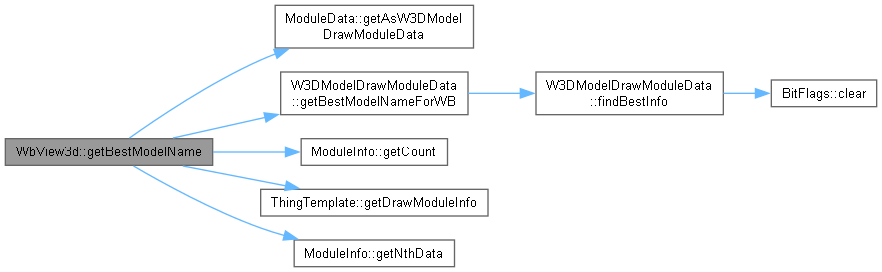 ModuleData::getAsW3DModel
DrawModuleData
W3DModelDrawModuleData
::getBestModelNameForWB
W3DModelDrawModuleData
::findBestInfo
BitFlags::clear
WbView3d::getBestModelName
ModuleInfo::getCount
ThingTemplate::getDrawModuleInfo
ModuleInfo::getNthData